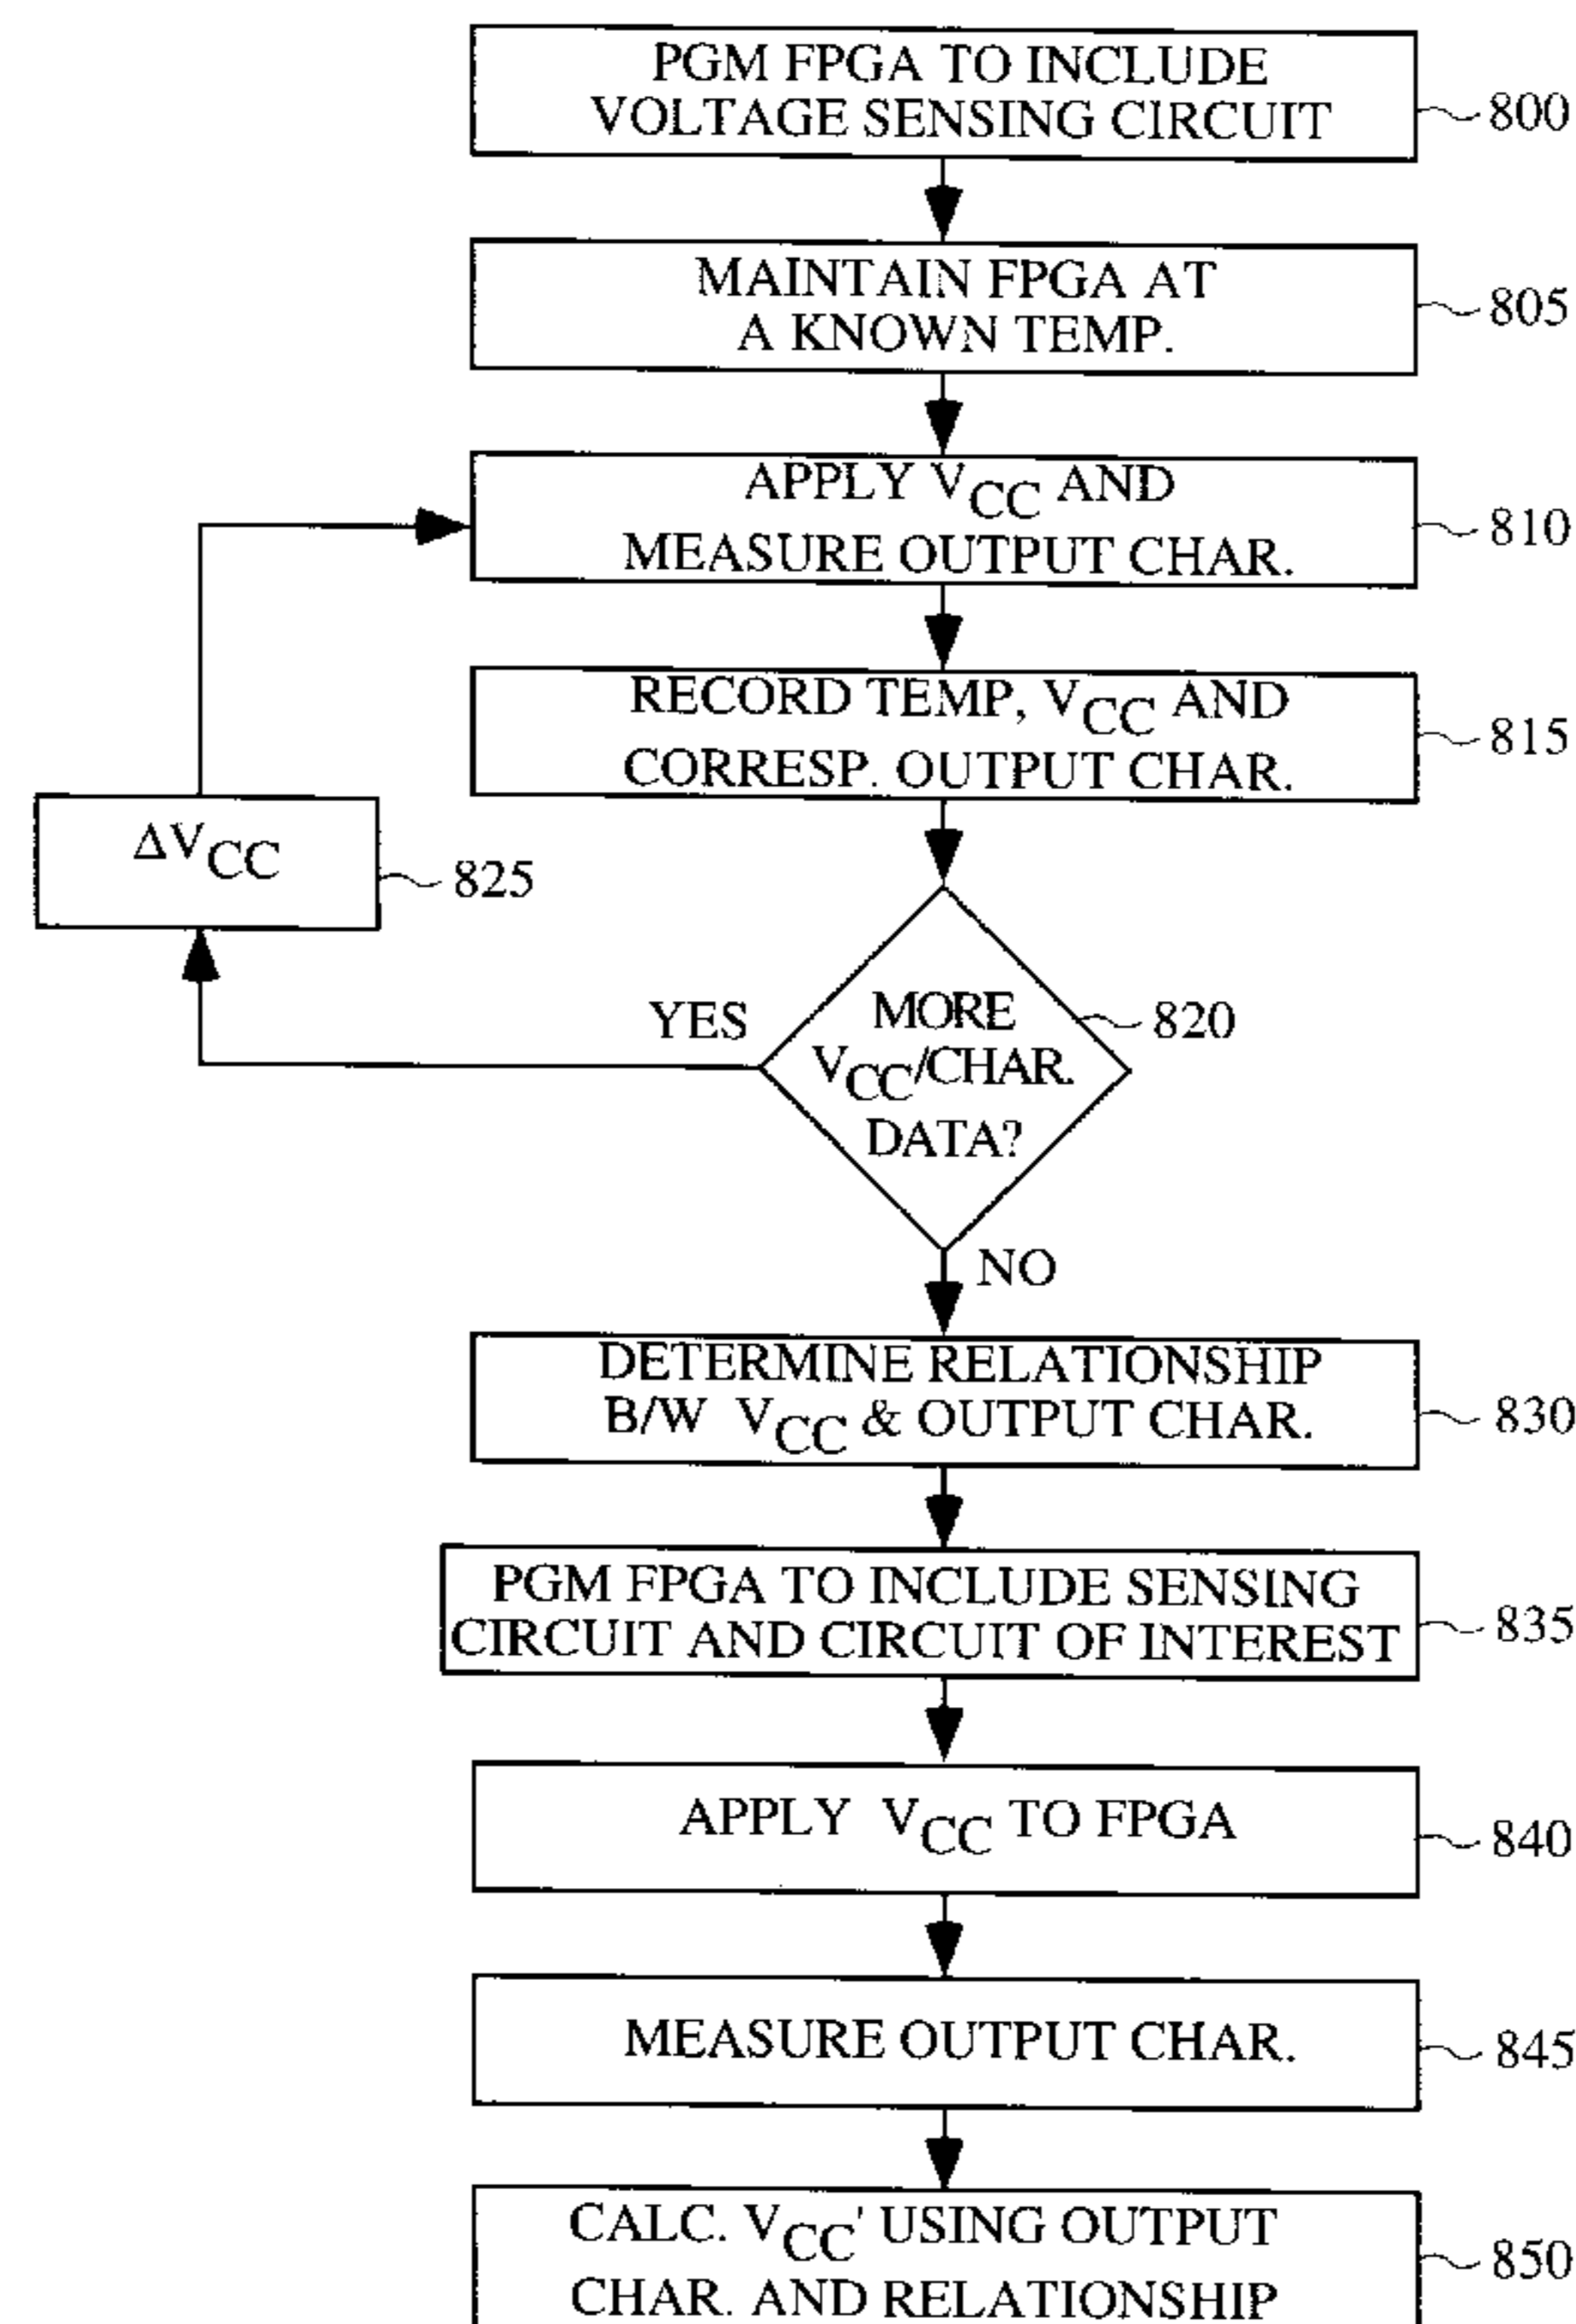 PGM FPGA TO INCLUDE
VOLTAGE SENSING CIRCUIT
800
MAINTAIN FPGA AT
A KNOWN TEMP.
805
APPLY VCC AND
MEASURE OUTPUT CHAR.
810
RECORD TEMP, VCC AND
CORRESP. OUTPUT CHAR.
815
ΔVCC
825
YES
MORE
VCC/CHAR.
DATA?
820
NO
DETERMINE RELATIONSHIP
B/W VCC & OUTPUT CHAR.
830
PGM FPGA TO INCLUDE SENSING
CIRCUIT AND CIRCUIT OF INTEREST
835
APPLY VCC TO FPGA
840
MEASURE OUTPUT CHAR.
845
CALC. VCC' USING OUTPUT
CHAR. AND RELATIONSHIP
850